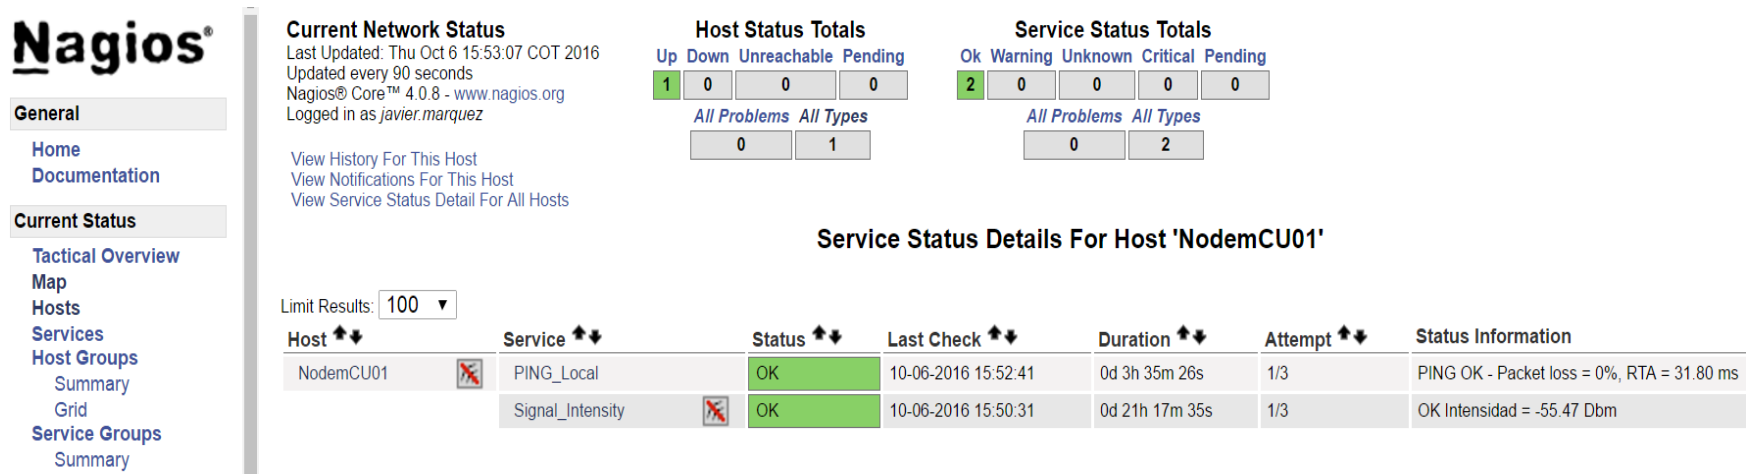 Nagios®
General
Home
Documentation
Current Status
Tactical Overview
Map
Hosts
Services
Host Groups
Summary
Grid
Service Groups
Summary
Current Network Status
Last Updated: Thu Oct 6 15:53:07 COT 2016
Updated every 90 seconds
Nagios® Core™ 4.0.8 - www.nagios.org
Logged in as javier.marquez
View History For This Host
View Notifications For This Host
View Service Status Detail For All Hosts
Host Status Totals
Up Down Unreachable Pending
1 0 0 0
All Problems All Types
0 1
Service Status Totals
Ok Warning Unknown Critical Pending
2 0 0 0 0
All Problems All Types
0 2
Service Status Details For Host 'NodemCU01'
Limit Results: 100
Host Service Status Last Check Duration Attempt Status Information
NodemCU01 PING_Local OK 10-06-2016 15:52:41 0d 3h 35m 26s 1/3 PING OK - Packet loss = 0%, RTA = 31.80 ms
Signal_Intensity OK 10-06-2016 15:50:31 0d 21h 17m 35s 1/3 OK Intensidad = -55.47 Dbm